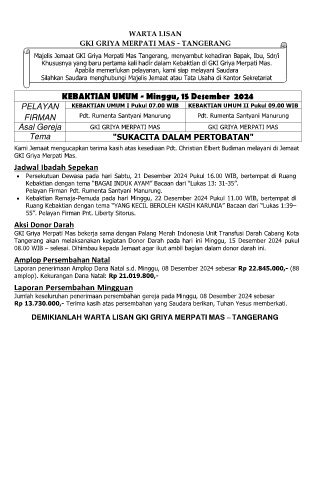 WARTA LISAN
GKI GRIYA MERPATI MAS - TANGERANG
Majelis Jemaat GKI Griya Merpati Mas Tangerang, menyambut kehadiran Bapak, Ibu, Sdr/i
Khususnya yang baru pertama kali hadir dalam Kebaktian di GKI Griya Merpati Mas.
Apabila memerlukan pelayanan, kami siap melayani Saudara
Silahkan Saudara menghubungi Majelis Jemaat atau Tata Usaha di Kantor Sekretariat
KEBAKTIAN UMUM - Minggu, 15 Desember 2024
PELAYAN KEBAKTIAN UMUM I Pukul 07.00 WIB KEBAKTIAN UMUM II Pukul 09.00 WIB
FIRMAN Pdt. Rumenta Santyani Manurung Pdt. Rumenta Santyani Manurung
Asal Gereja GKI GRIYA MERPATI MAS GKI GRIYA MERPATI MAS
Tema "SUKACITA DALAM PERTOBATAN"
Kami Jemaat mengucapkan terima kasih atas kesediaan Pdt. Christian Elbert Budiman melayani di Jemaat
GKI Griya Merpati Mas.
Jadwal Ibadah Sepekan
• Persekutuan Dewasa pada hari Sabtu, 21 Desember 2024 Pukul 16.00 WIB, bertempat di Ruang
Kebaktian dengan tema "BAGAI INDUK AYAM" Bacaan dari "Lukas 13: 31-35".
Pelayan Firman Pdt. Rumenta Santyani Manurung.
• Kebaktian Remaja-Pemuda pada hari Minggu, 22 Desember 2024 Pukul 11.00 WIB, bertempat di
Ruang Kebaktian dengan tema "YANG KECIL BEROLEH KASIH KARUNIA" Bacaan dari "Lukas 1:39–
55". Pelayan Firman Pnt. Liberty Sitorus.
Aksi Donor Darah
GKI Griya Merpati Mas bekerja sama dengan Palang Merah Indonesia Unit Transfusi Darah Cabang Kota
Tangerang akan melaksanakan kegiatan Donor Darah pada hari ini Minggu, 15 Desember 2024 pukul
08.00 WIB – selesai. Dihimbau kepada Jemaat agar ikut ambil bagian dalam donor darah ini.
Amplop Persembahan Natal
Laporan penerimaan Amplop Dana Natal s.d. Minggu, 08 Desember 2024 sebesar Rp 22.845.000,- (88
amplop). Kekurangan Dana Natal: Rp 21.019.800,-
Laporan Persembahan Mingguan
Jumlah keseluruhan penerimaan persembahan gereja pada Minggu, 08 Desember 2024 sebesar
Rp 13.730.000,- Terima kasih atas persembahan yang Saudara berikan, Tuhan Yesus memberkati.
DEMIKIANLAH WARTA LISAN GKI GRIYA MERPATI MAS – TANGERANG